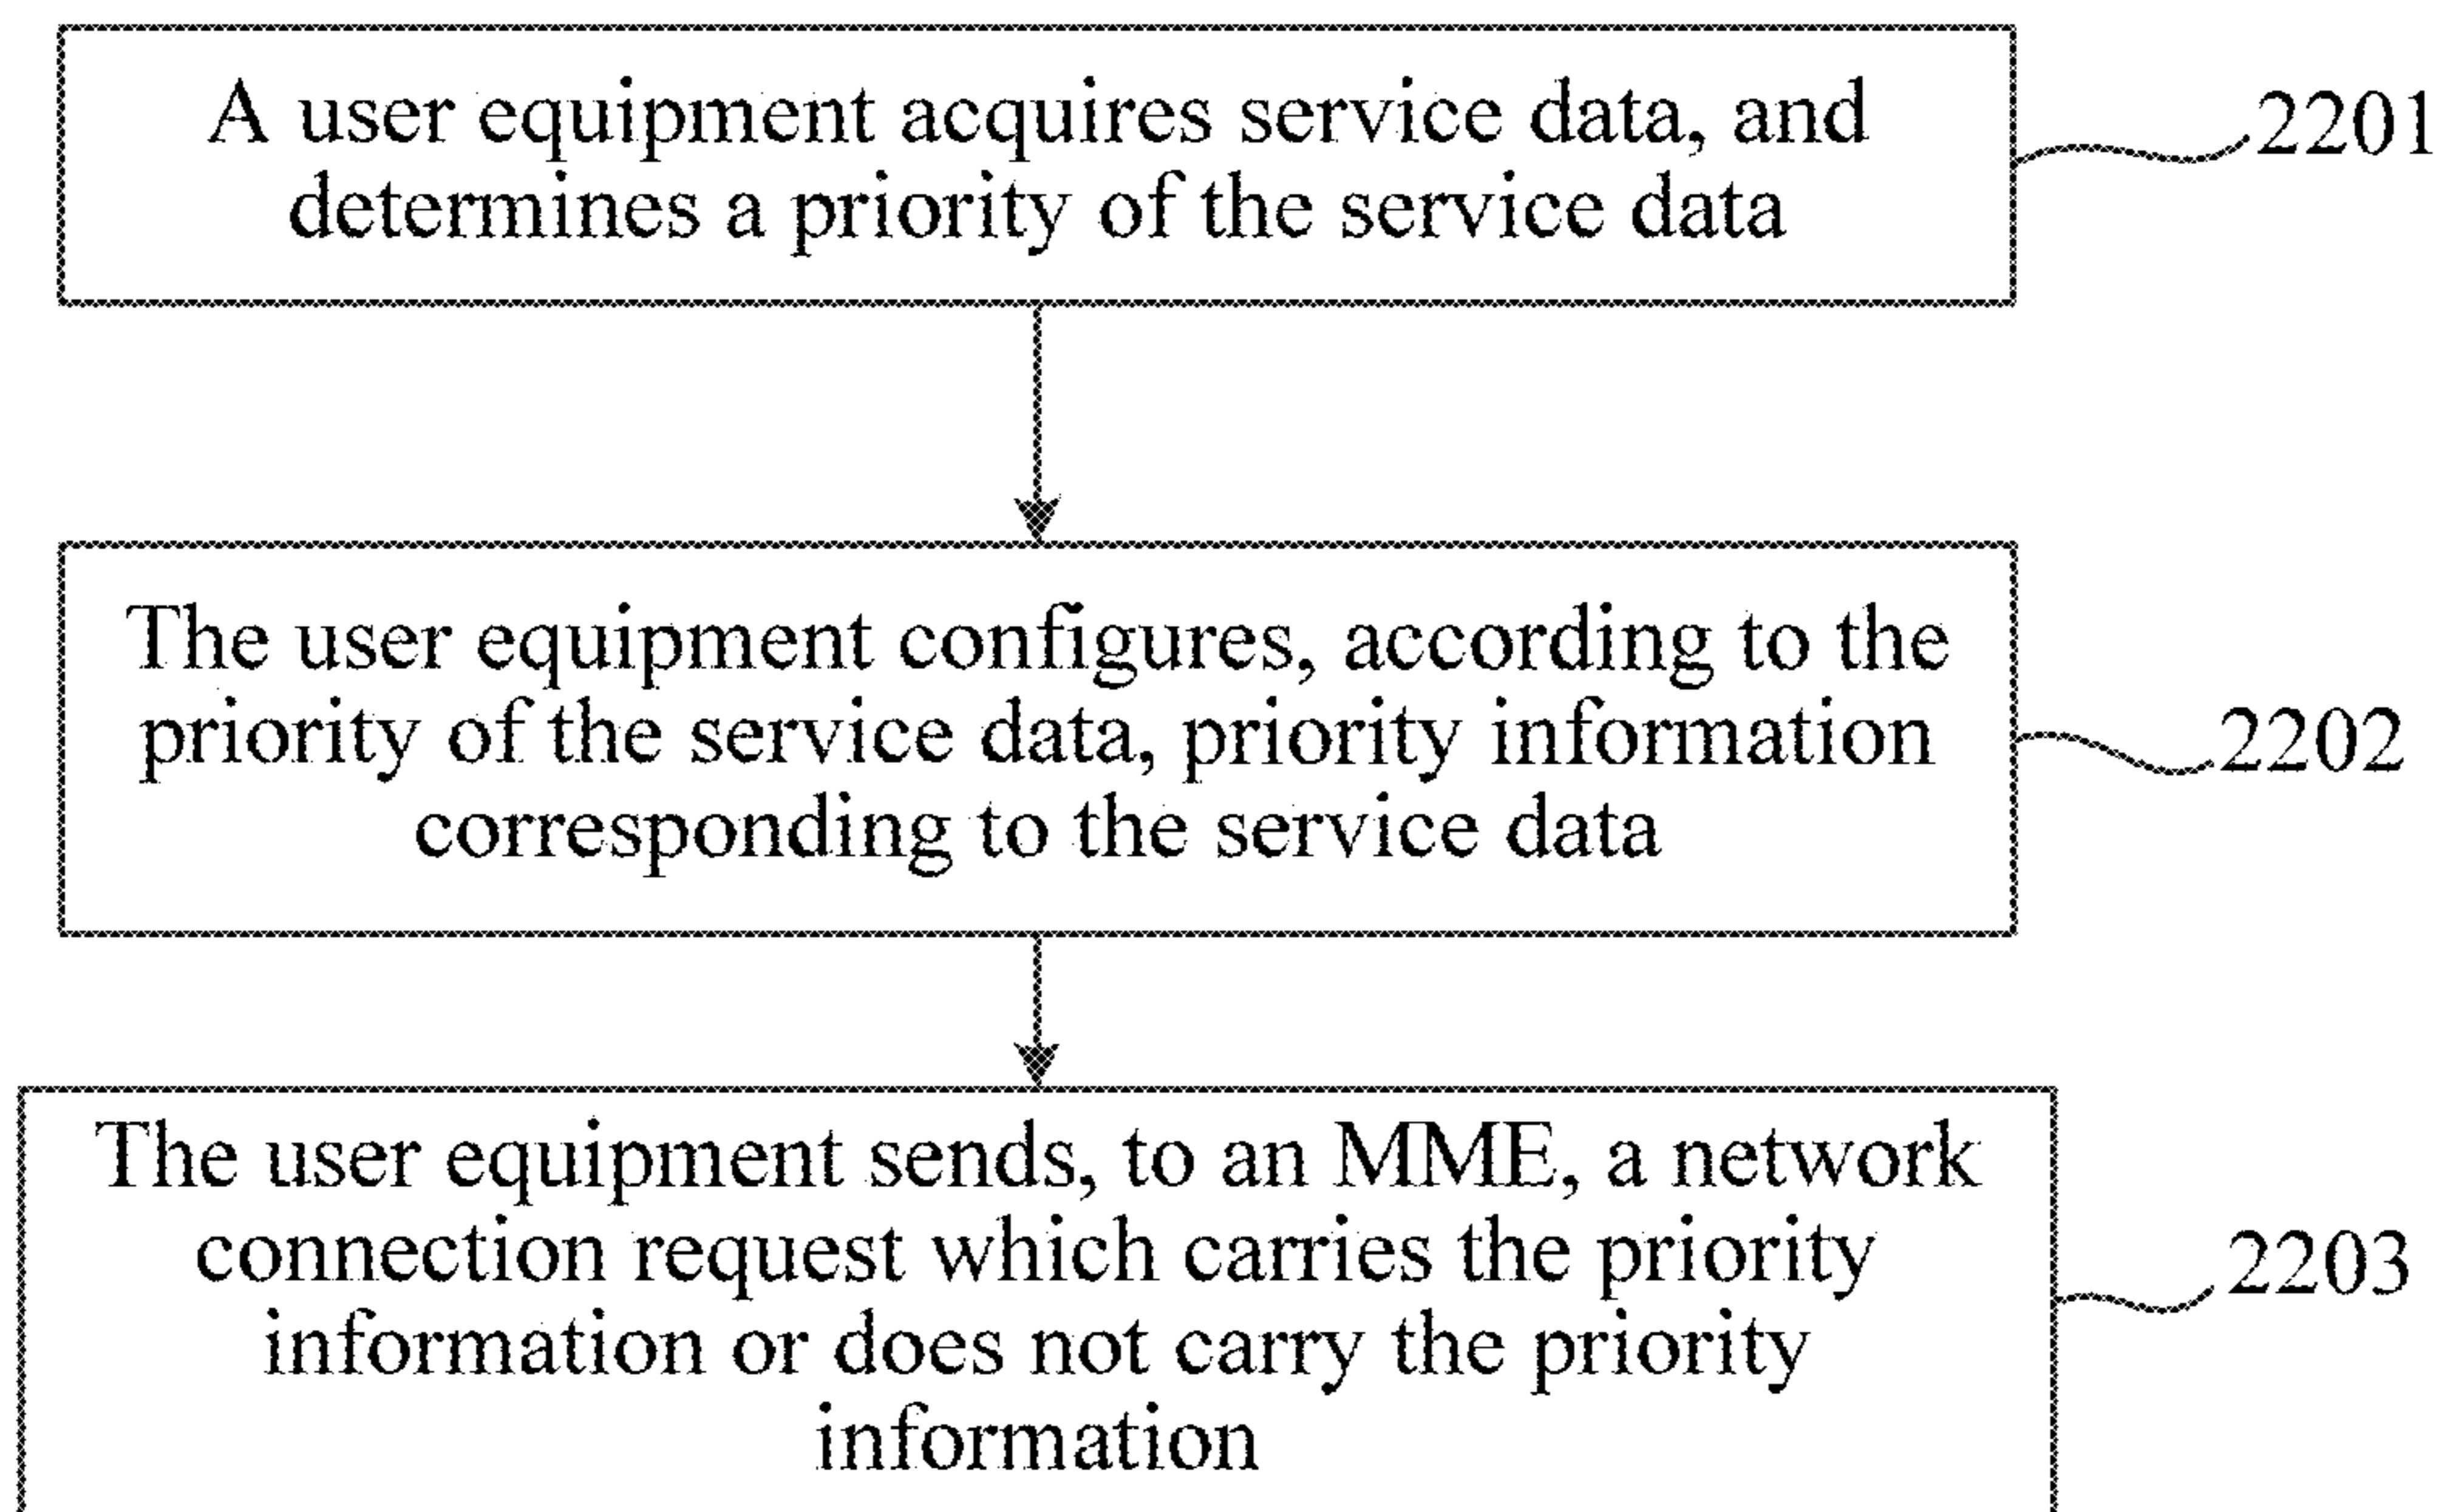 A user equipment acquires service data, and
determines a priority of the service data
2201
The user equipment configures, according to the
priority of the service data, priority information
corresponding to the service data
2202
The user equipment sends, to an MME, a network
connection request which carries the priority
information or does not carry the priority
information
2203